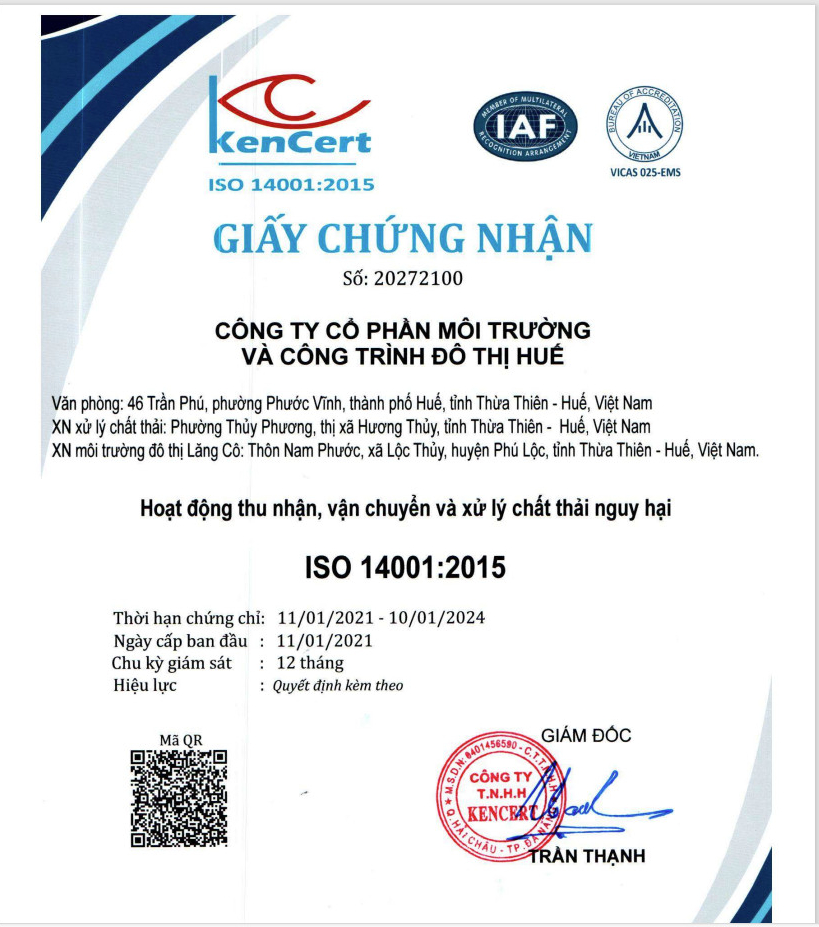 KenCert
ISO 14001:2015
MEMBER OF MULTILATERAL
IAF
RECOGNITION ARRANGEMENT
BUREAU OF ACCREDITATION
VIETNAM
VICAS 025-EMS
GIẤY CHỨNG NHẬN
Số: 20272100
CÔNG TY CỔ PHẦN MÔI TRƯỜNG
VÀ CÔNG TRÌNH ĐÔ THỊ HUẾ
Văn phòng: 46 Trần Phú, phường Phước Vĩnh, thành phố Huế, tỉnh Thừa Thiên - Huế, Việt Nam
XN xử lý chất thải: Phường Thủy Phương, thị xã Hương Thủy, tỉnh Thừa Thiên - Huế, Việt Nam
XN môi trường đô thị Lăng Cô: Thôn Nam Phước, xã Lộc Thủy, huyện Phú Lộc, tỉnh Thừa Thiên - Huế, Việt Nam.
Hoạt động thu nhận, vận chuyển và xử lý chất thải nguy hại
ISO 14001:2015
Thời hạn chứng chỉ: 11/01/2021 - 10/01/2024
Ngày cấp ban đầu : 11/01/2021
Chu kỳ giám sát : 12 tháng
Hiệu lực : Quyết định kèm theo
Mã QR
GIÁM ĐỐC
M.S.D.N: 0401456590 - C.T.T.N.H.H
CÔNG TY
T.N.H.H
KENCERT
Q. HẢI CHÂU - TP. ĐÀ NẴNG
TRẦN THẠNH